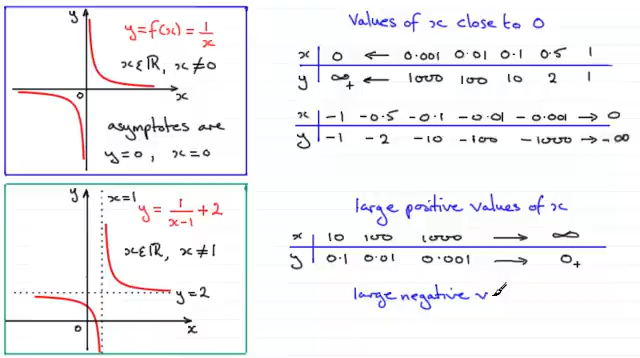 y
y = f(x) = 1/x
x ∈ ℝ, x ≠ 0
0
x
asymptotes are
y = 0, x = 0
y
x = 1
y = 1/(x-1) + 2
x ∈ ℝ, x ≠ 1
y = 2
0
x
Values of x close to 0
x 0 ← 0.001 0.01 0.1 0.5 1
y ∞+ ← 1000 100 10 2 1
x -1 -0.5 -0.1 -0.01 -0.001 → 0
y -1 -2 -10 -100 -1000 → -∞
large positive values of x
x 10 100 1000 → ∞
y 0.1 0.01 0.001 → 0+
large negative v